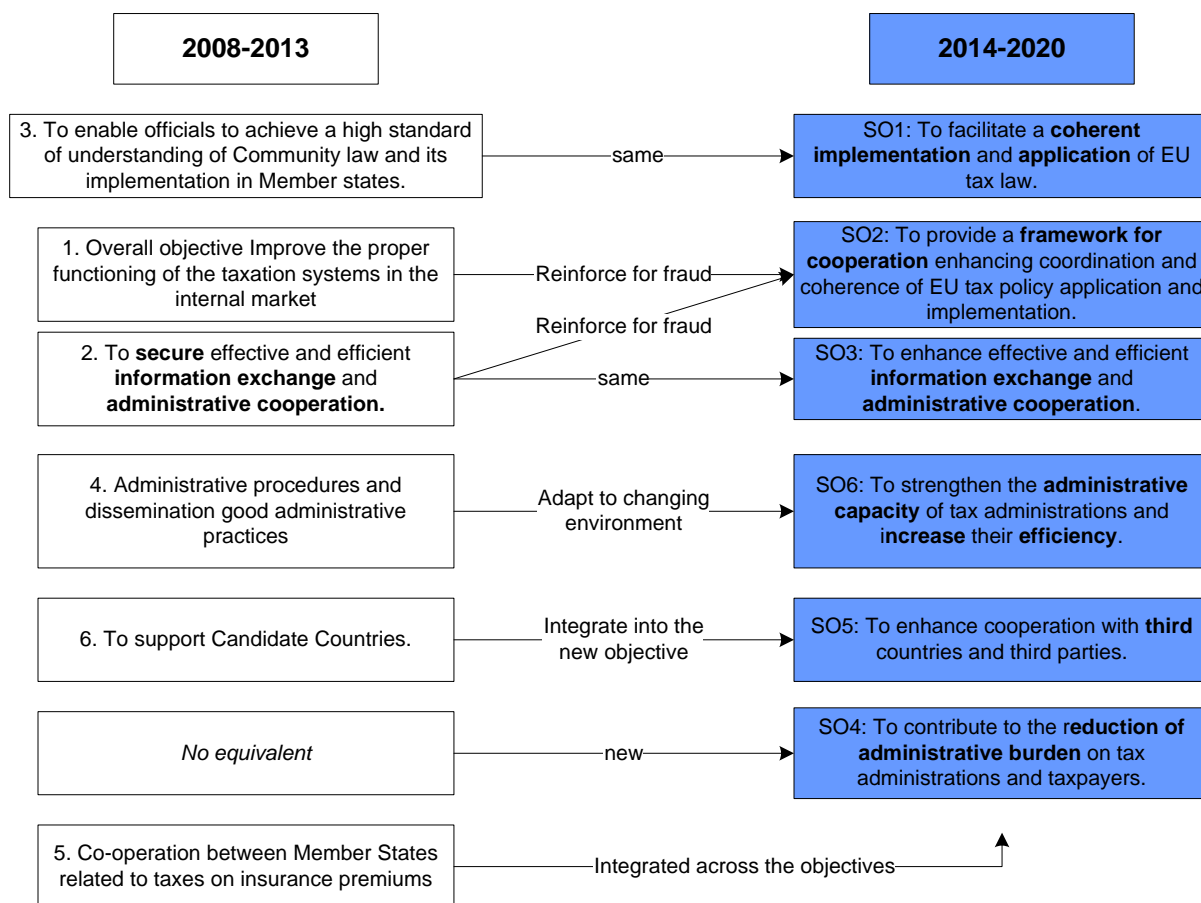 2008-2013
2014-2020
3. To enable officials to achieve a high standard
of understanding of Community law and its
implementation in Member states.
same
SO1: To facilitate a coherent
implementation and application of EU
tax law.
1. Overall objective Improve the proper
functioning of the taxation systems in the
internal market
Reinforce for fraud
SO2: To provide a framework for
cooperation enhancing coordination and
coherence of EU tax policy application and
implementation.
Reinforce for fraud
2. To secure effective and efficient
information exchange and
administrative cooperation.
same
SO3: To enhance effective and efficient
information exchange and
administrative cooperation.
4. Administrative procedures and
dissemination good administrative
practices
Adapt to changing
environment
SO6: To strengthen the administrative
capacity of tax administrations and
increase their efficiency.
6. To support Candidate Countries.
Integrate into the
new objective
SO5: To enhance cooperation with third
countries and third parties.
No equivalent
new
SO4: To contribute to the reduction of
administrative burden on tax
administrations and taxpayers.
5. Co-operation between Member States
related to taxes on insurance premiums
Integrated across the objectives